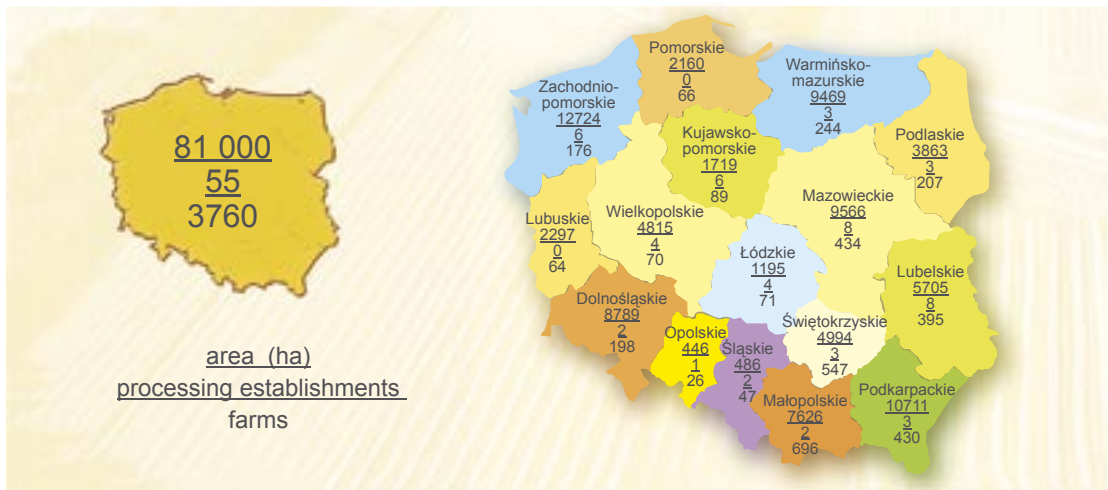 81 000
55
3760
area (ha)
processing establishments
farms
Pomorskie
2160
0
66
Warmińsko-
mazurskie
9469
3
244
Zachodnio-
pomorskie
12724
6
176
Kujawsko-
pomorskie
1719
6
89
Podlaskie
3863
3
207
Mazowieckie
9566
8
434
Lubuskie
2297
0
64
Wielkopolskie
4815
4
70
Łódzkie
1195
4
71
Lubelskie
5705
8
395
Dolnośląskie
8789
2
198
Opolskie
446
1
26
Śląskie
486
2
47
Świętokrzyskie
4994
3
547
Małopolskie
7626
2
696
Podkarpackie
10711
3
430